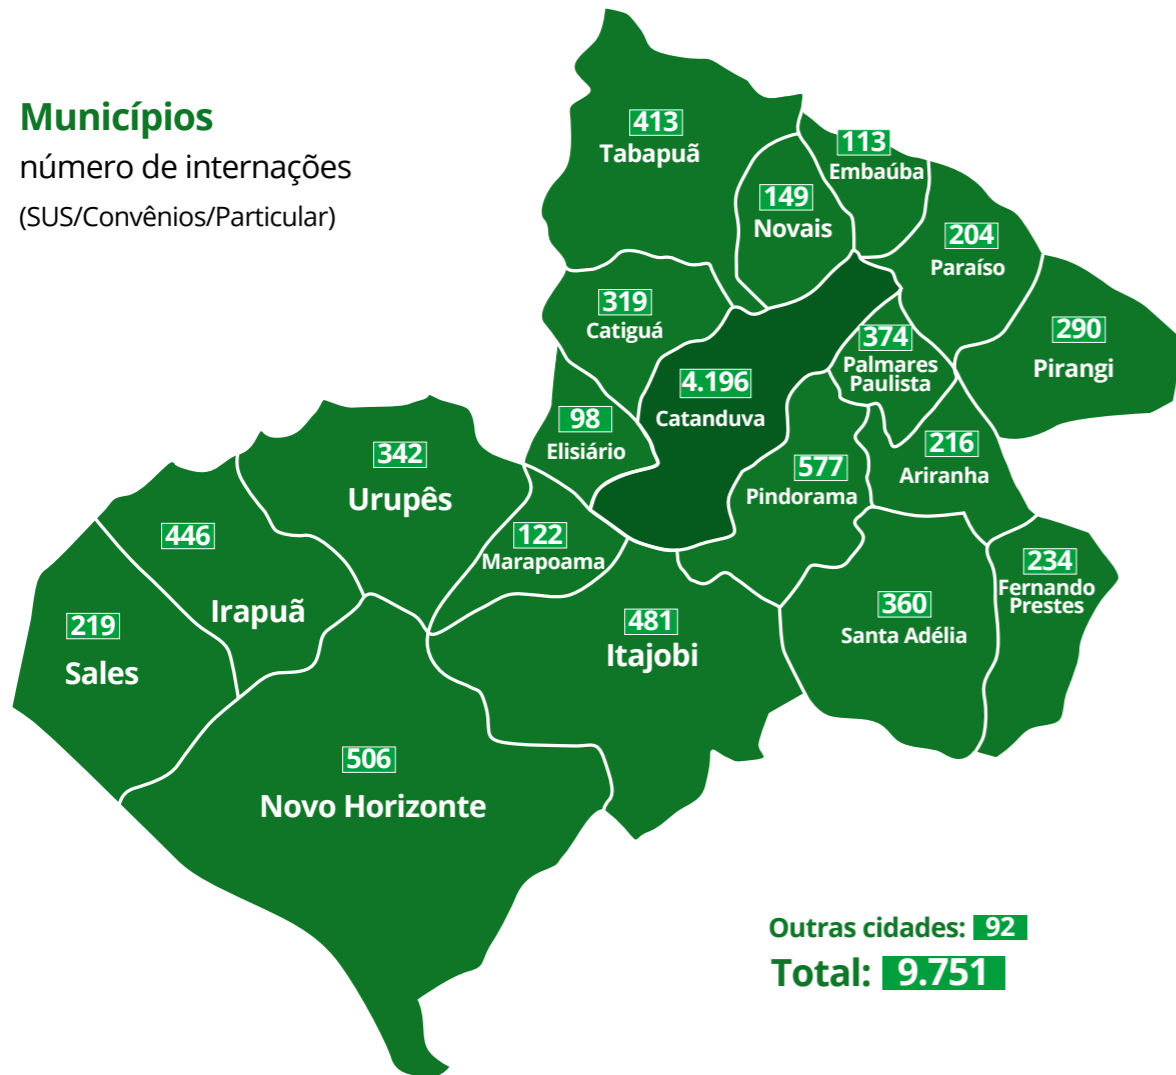 Municípios
número de internações
(SUS/Convênios/Particular)
413
Tabapuã
113
Embaúba
149
Novais
204
Paraíso
319
Catiguá
290
Pirangi
374
Palmares
Paulista
4.196
Catanduva
98
Elisiário
216
Ariranha
342
Urupês
577
Pindorama
446
Irapuã
122
Marapoama
234
Fernando
Prestes
219
Sales
481
Itajobi
360
Santa Adélia
506
Novo Horizonte
Outras cidades: 92
Total: 9.751